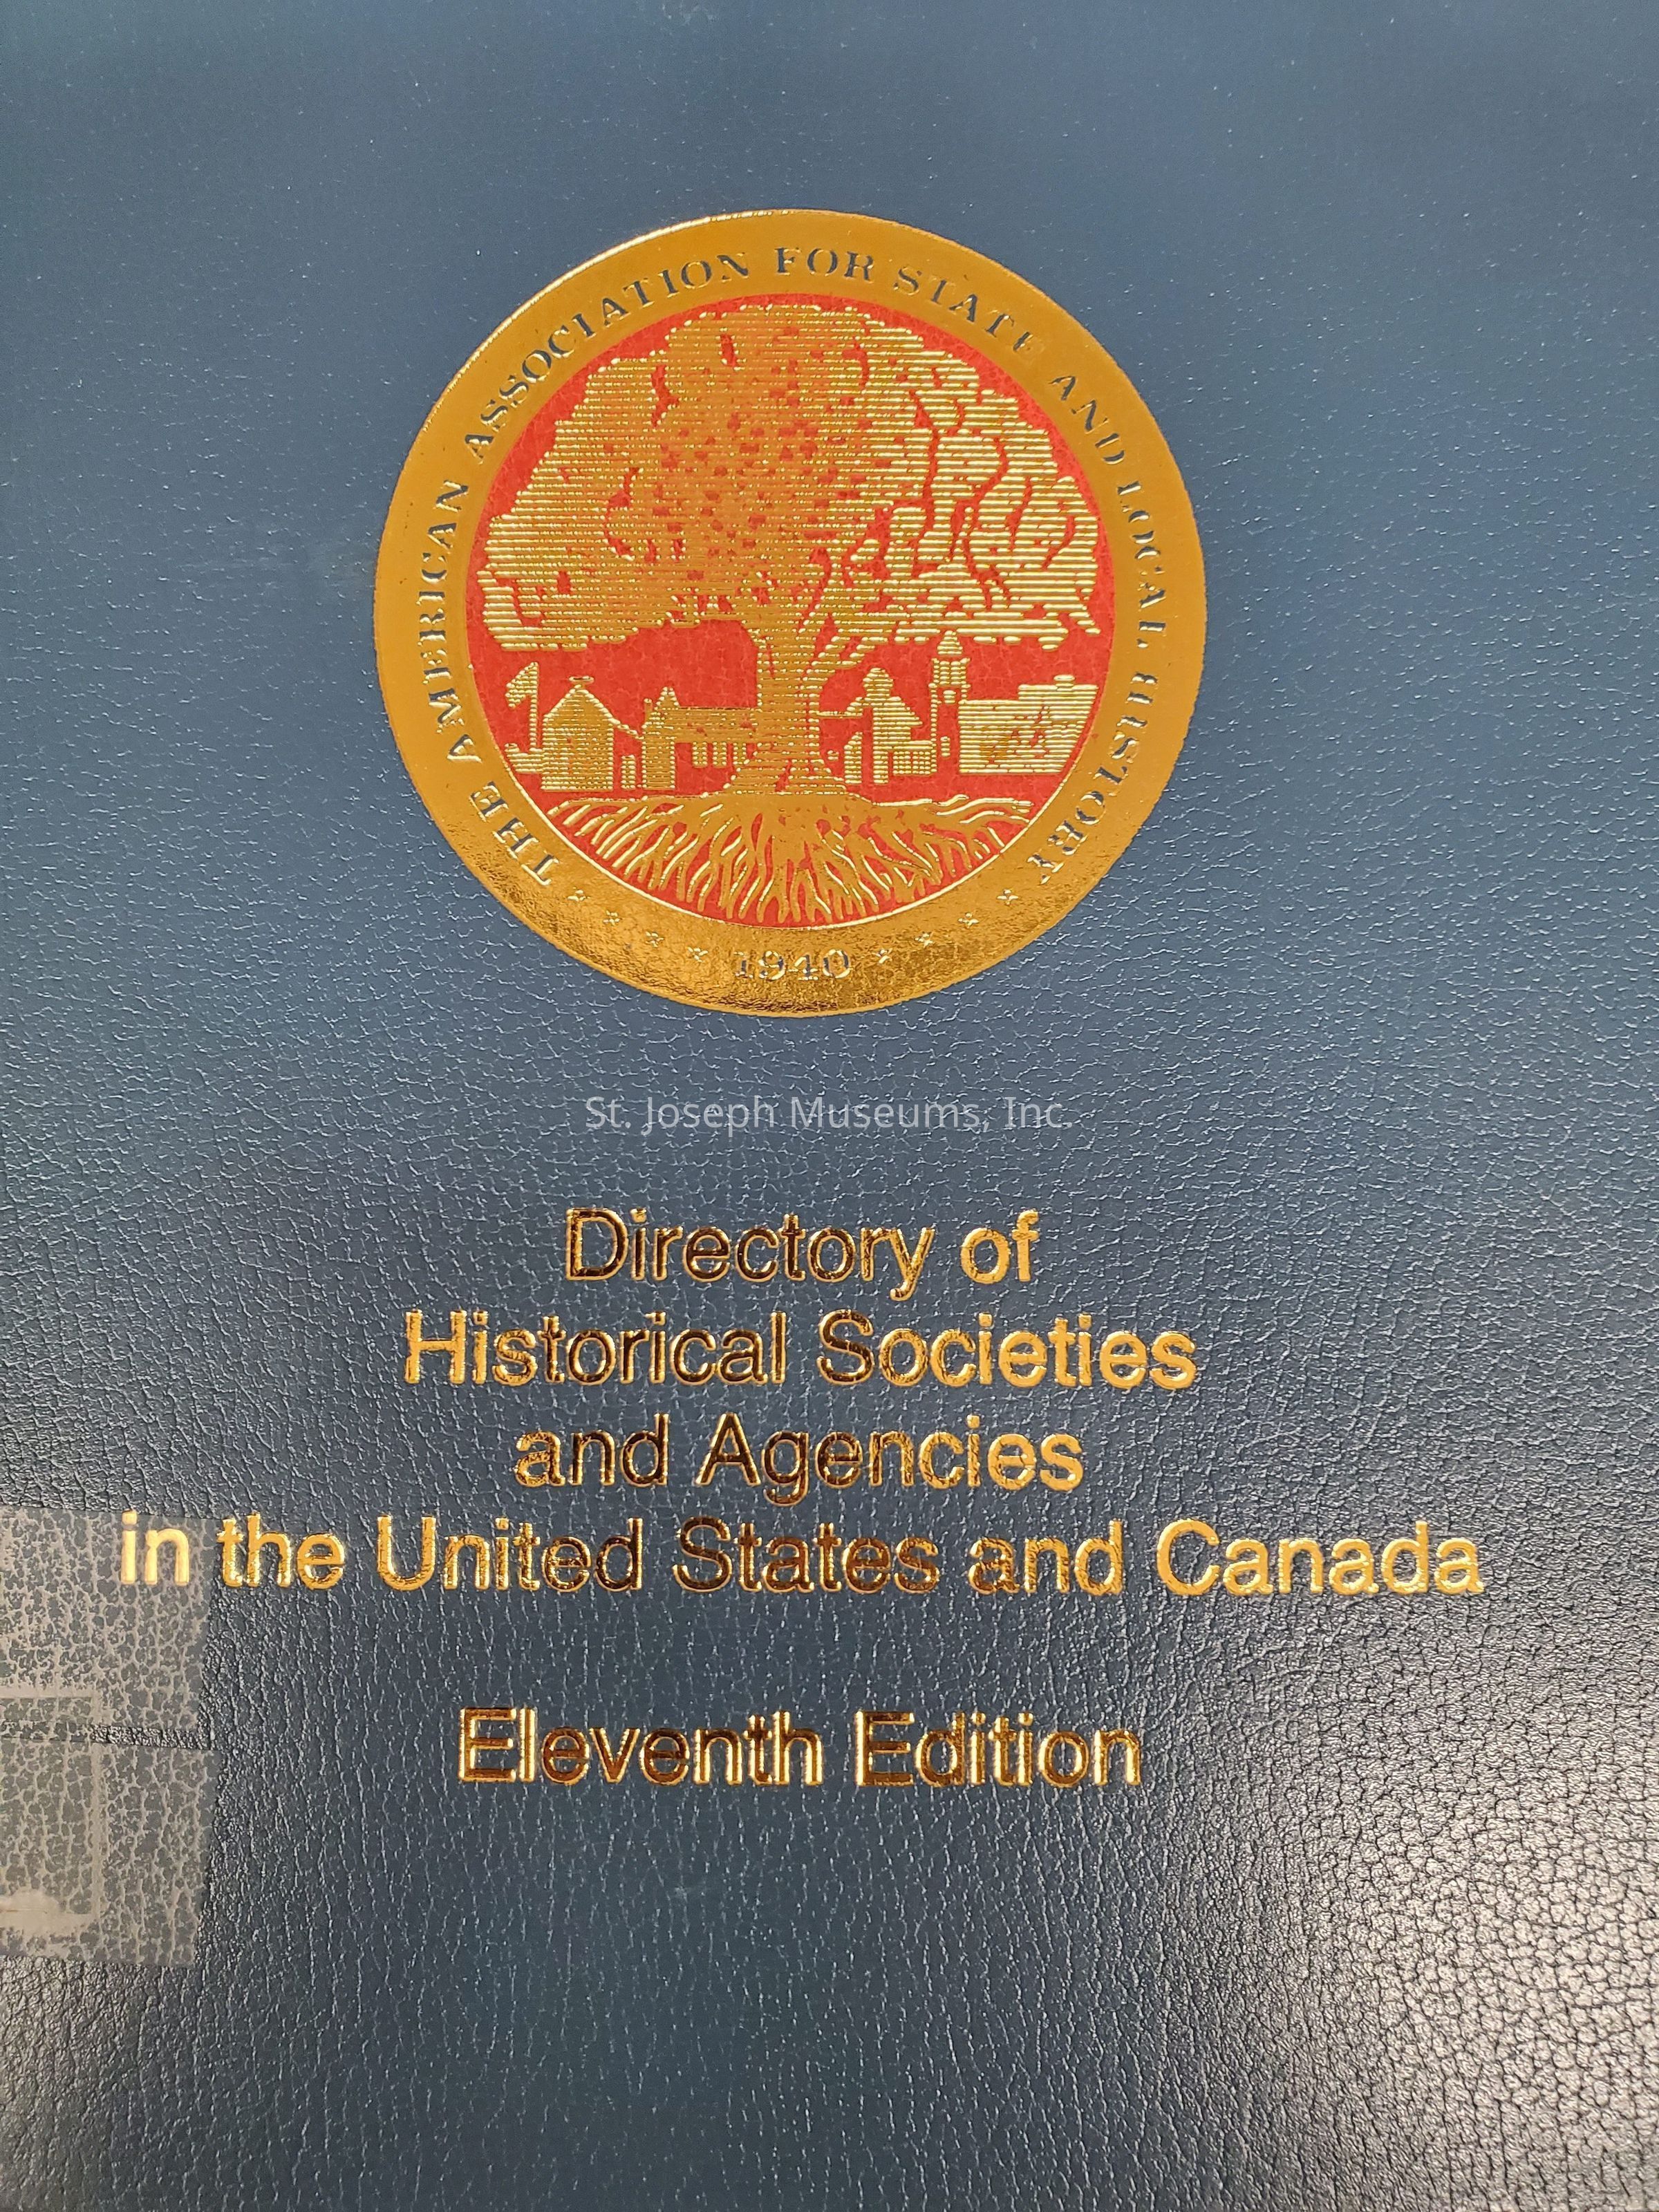 THE AMERICAN ASSOCIATION FOR STATE AND LOCAL HISTORY
1940
St. Joseph Museums, Inc.
Directory of
Historical Societies
and Agencies
in the United States and Canada
Eleventh Edition